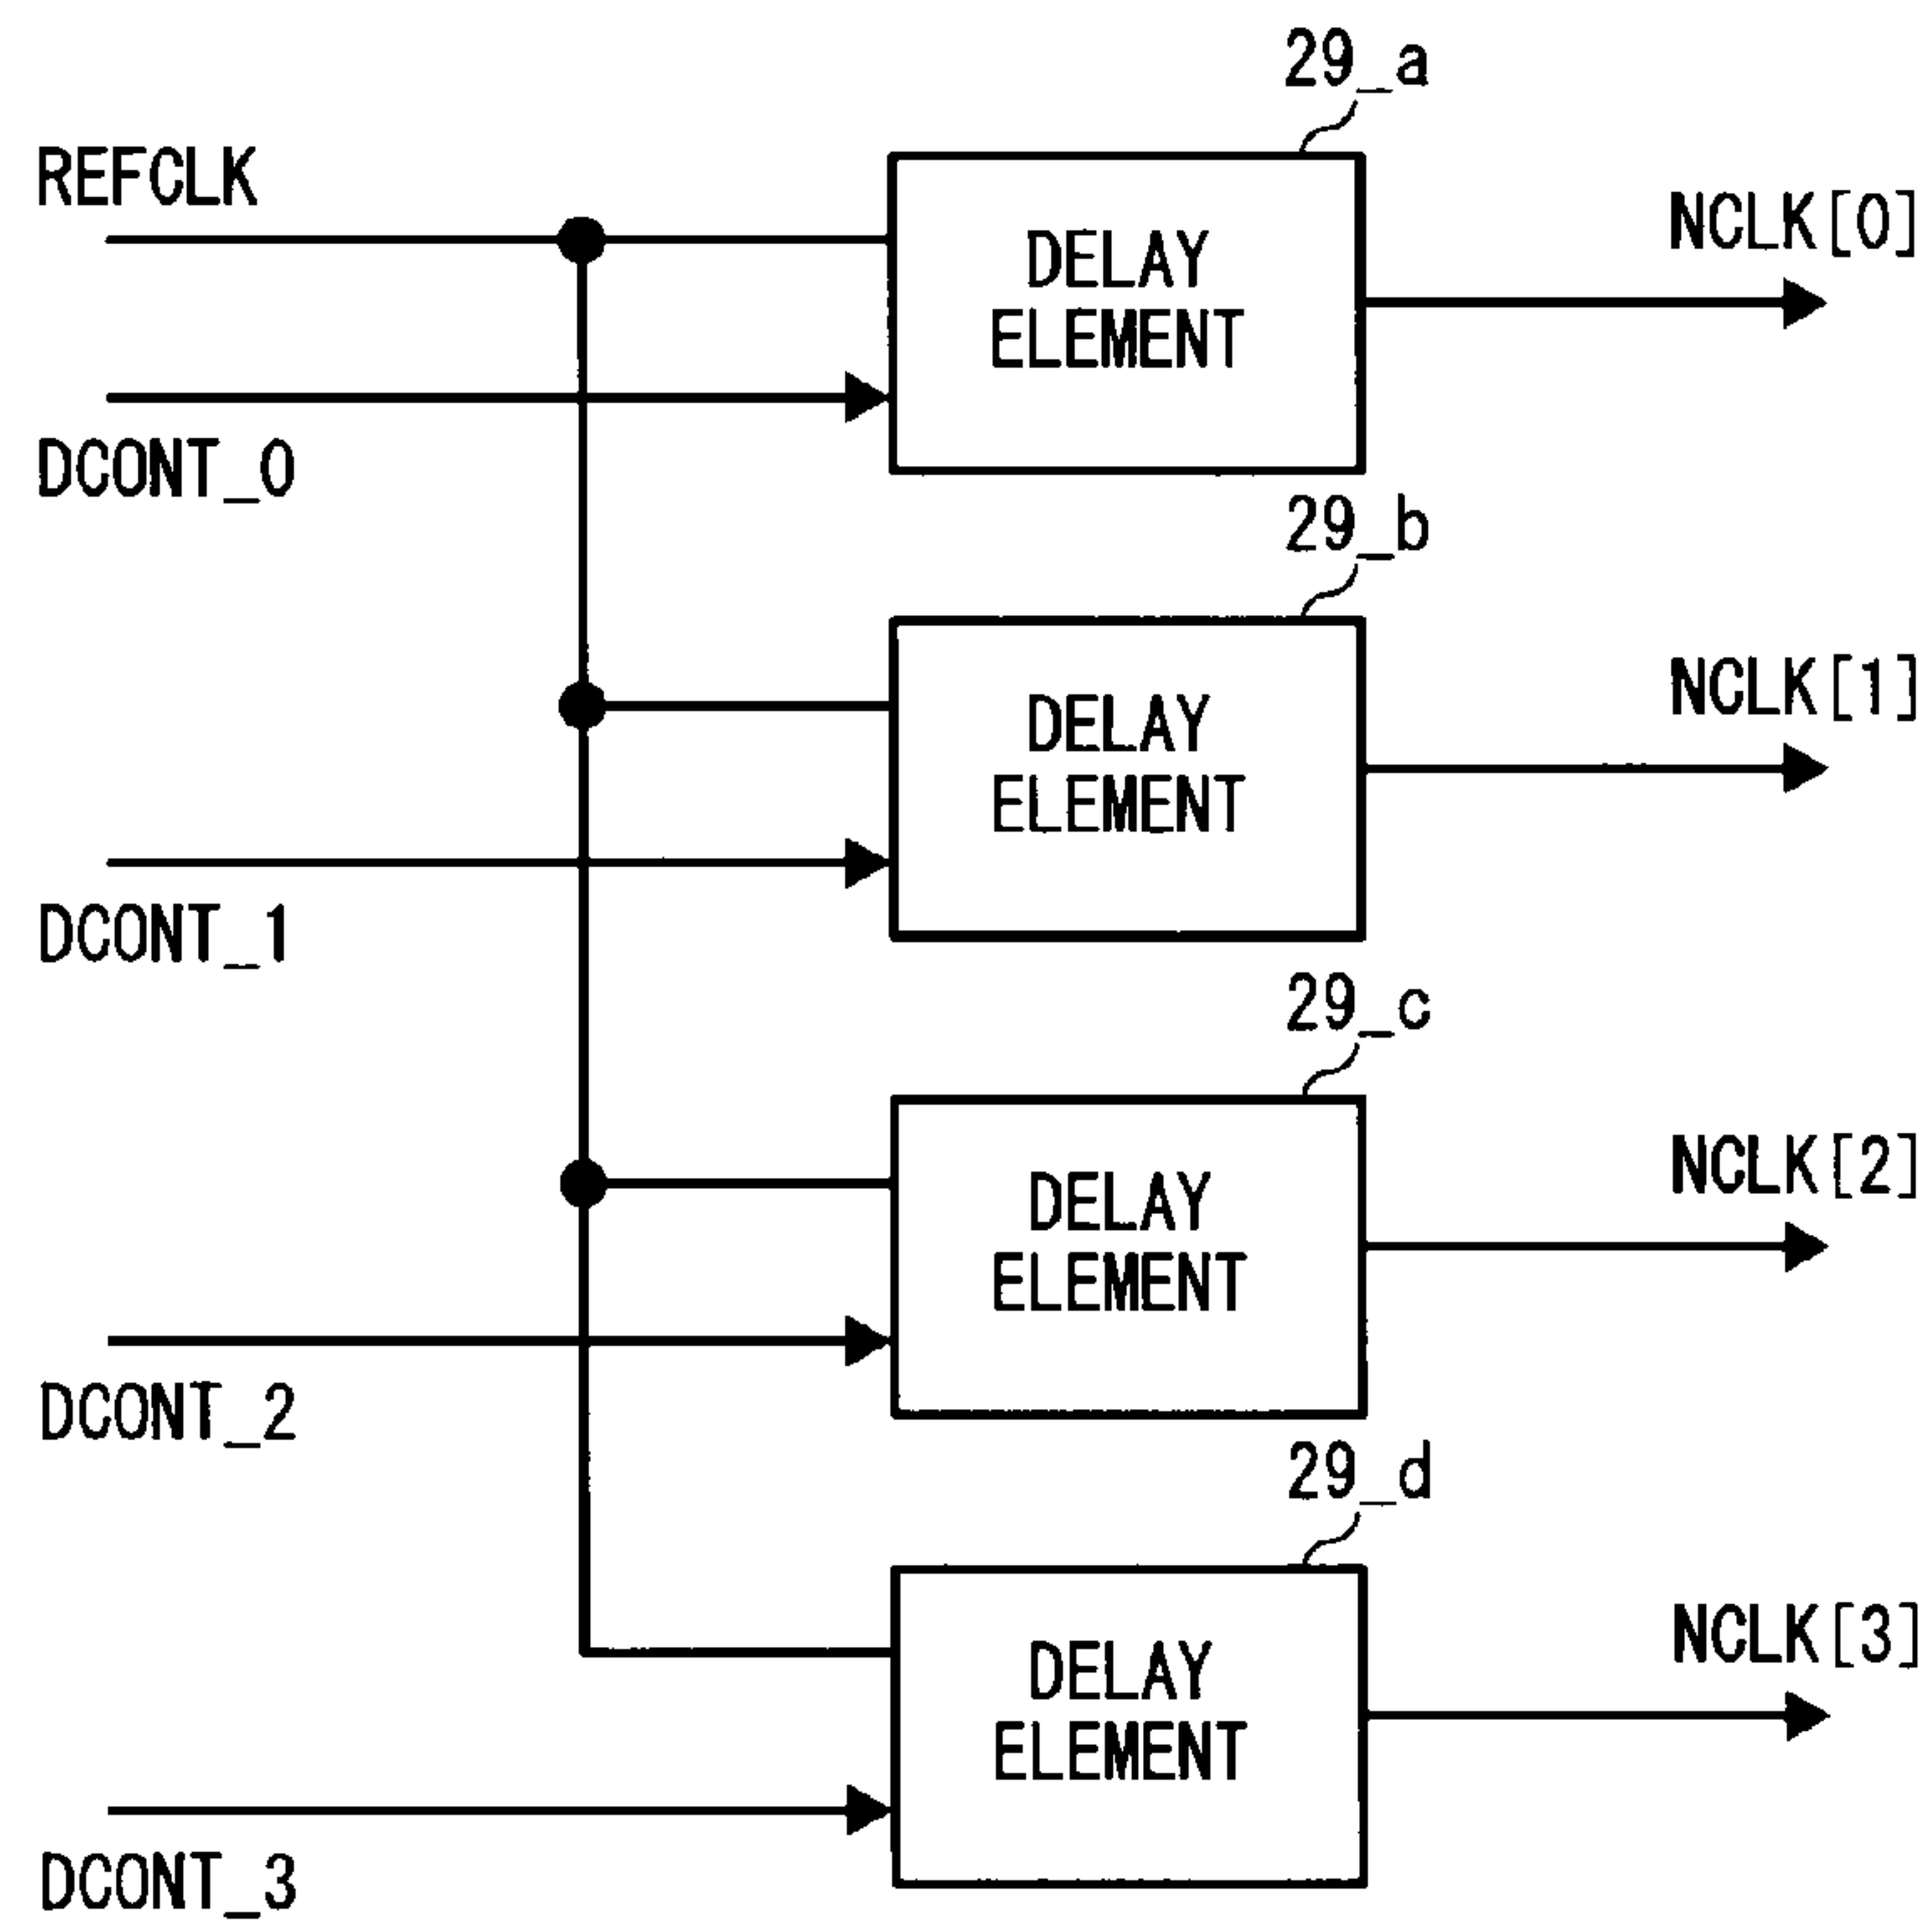 29_a
REFCLK
NCLK[0]
DELAY
ELEMENT
DCONT_0
29_b
NCLK[1]
DELAY
ELEMENT
DCONT_1
29_c
NCLK[2]
DELAY
ELEMENT
DCONT_2
29_d
NCLK[3]
DELAY
ELEMENT
DCONT_3